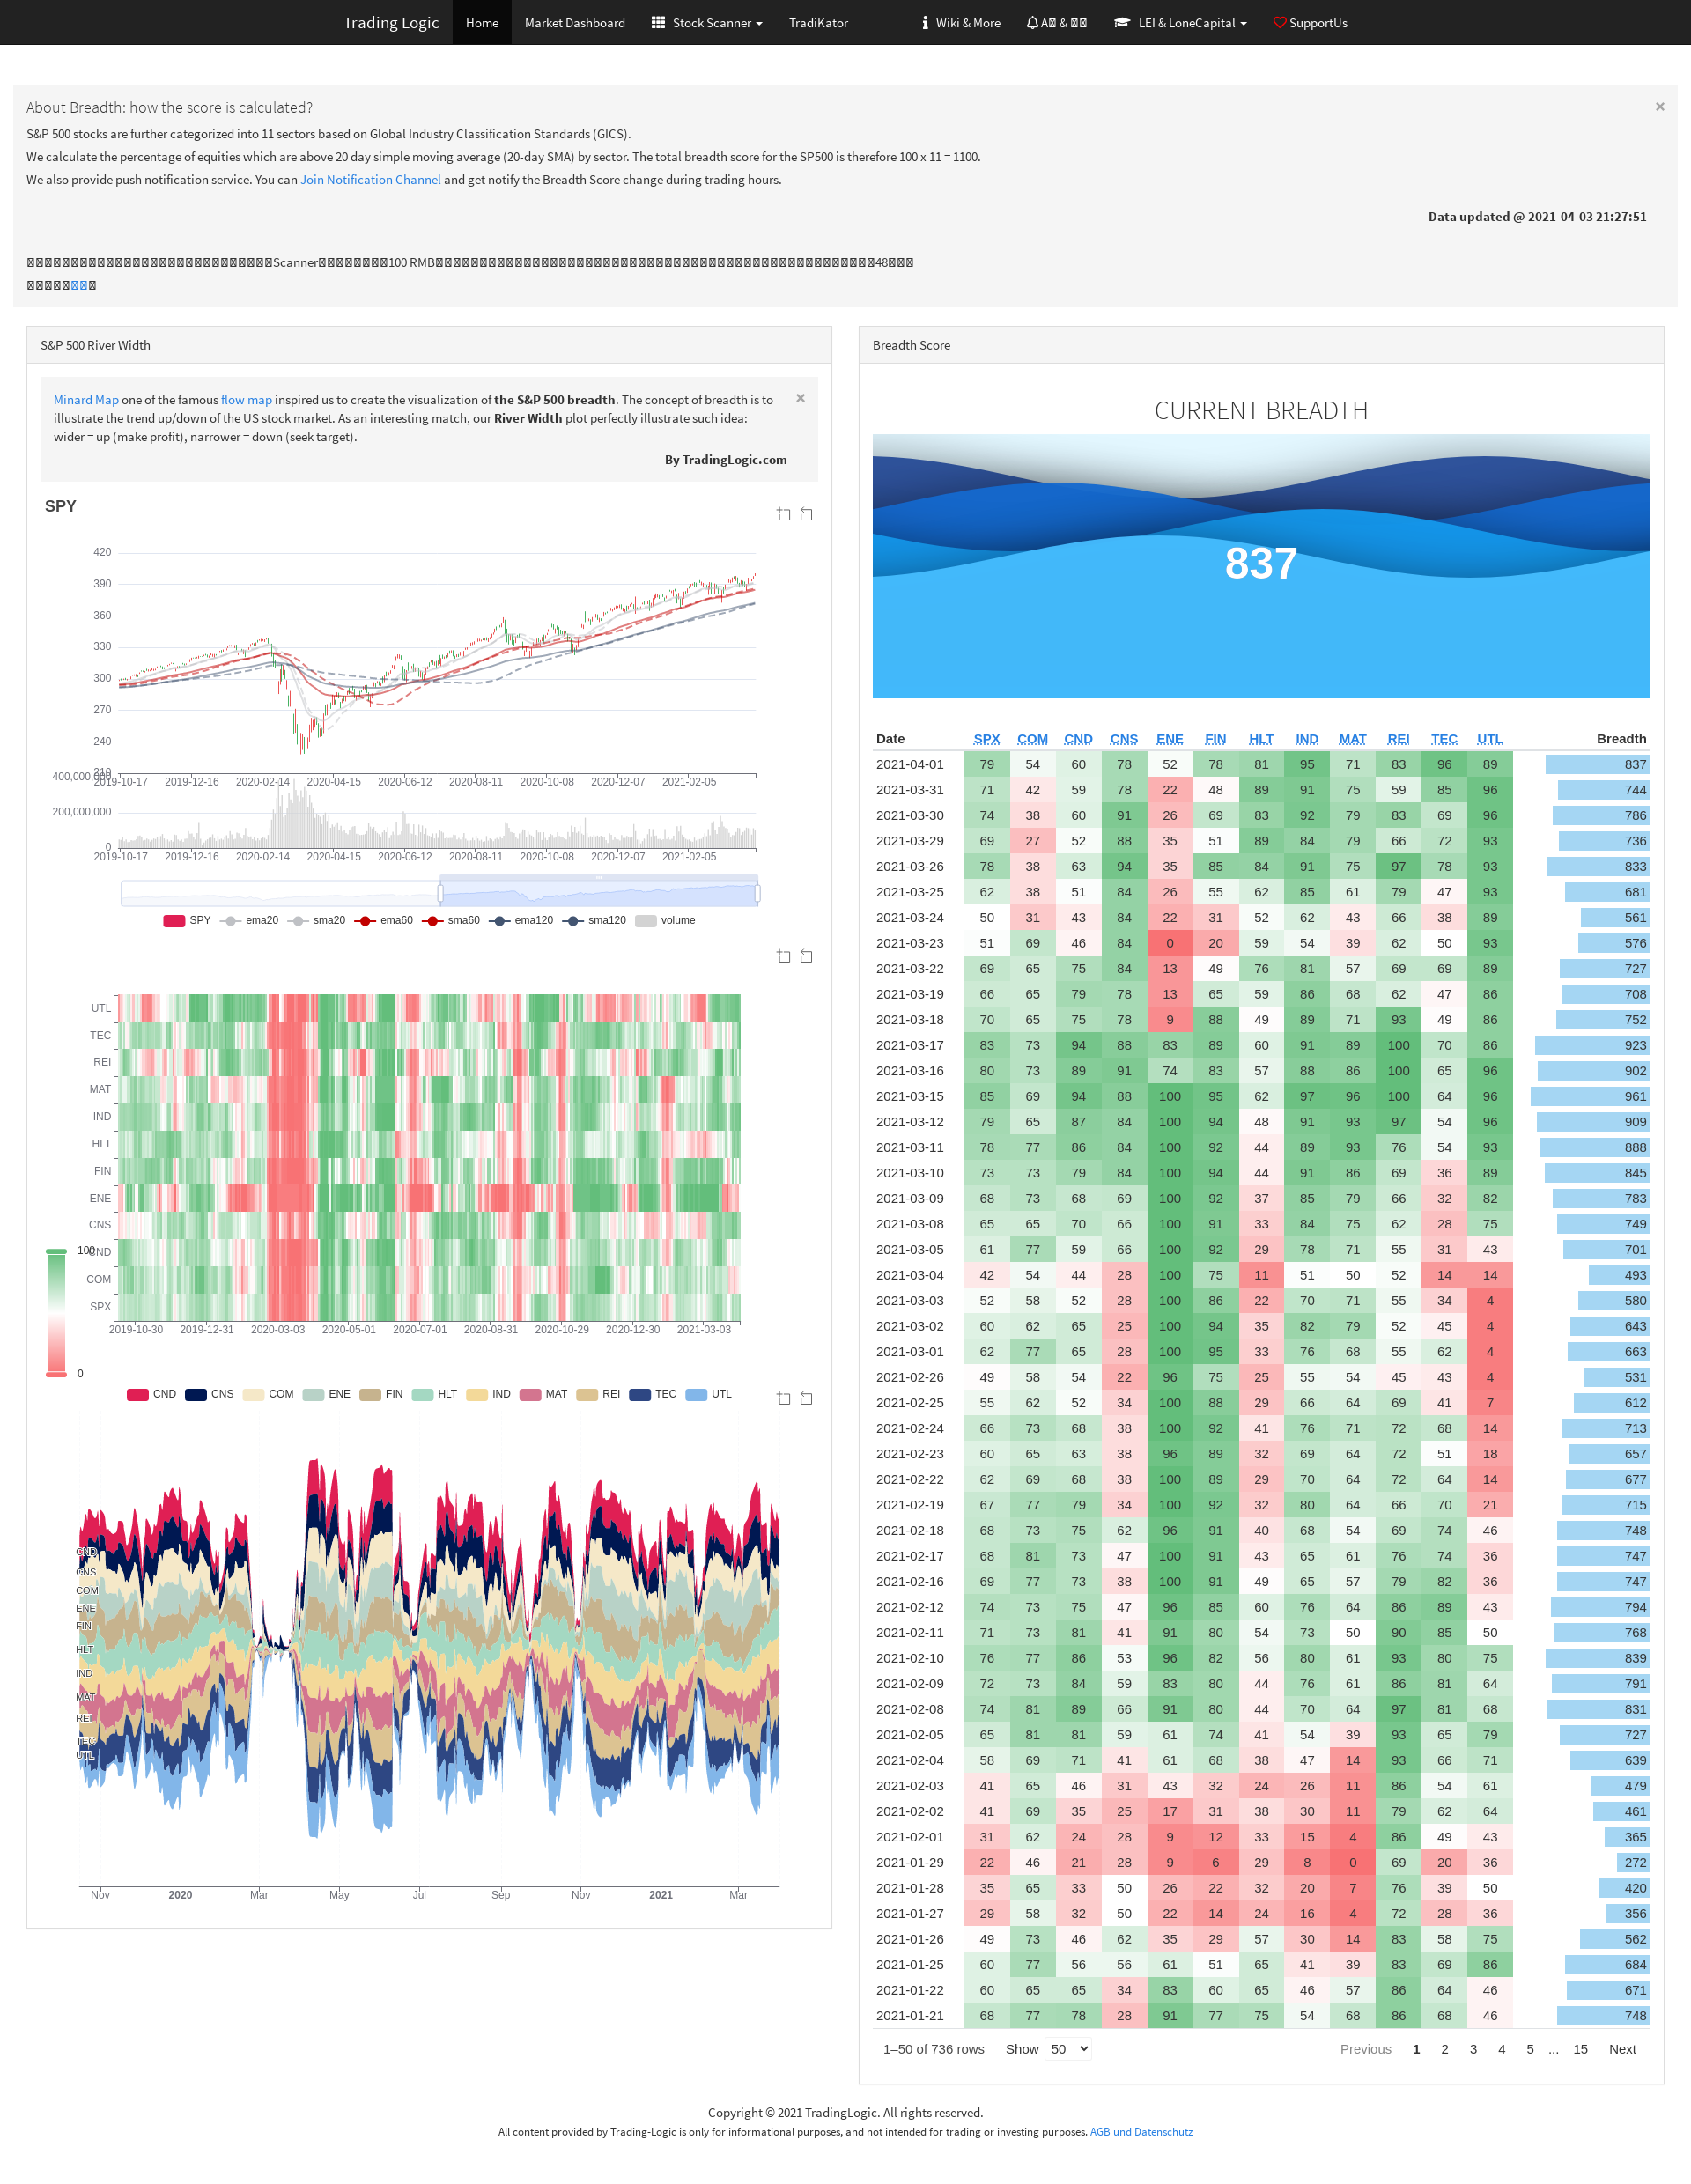 Trading Logic Home Market Dashboard Stock Scanner TradiKator Wiki & More A & LEI & LoneCapital SupportUs
About Breadth: how the score is calculated? ×
S&P 500 stocks are further categorized into 11 sectors based on Global Industry Classification Standards (GICS).
We calculate the percentage of equities which are above 20 day simple moving average (20-day SMA) by sector. The total breadth score for the SP500 is therefore 100 x 11 = 1100.
We also provide push notification service. You can Join Notification Channel and get notify the Breadth Score change during trading hours.
Data updated @ 2021-04-03 21:27:51
Scanner 100 RMB 48
S&P 500 River Width
Minard Map one of the famous flow map inspired us to create the visualization of the S&P 500 breadth. The concept of breadth is to ×
illustrate the trend up/down of the US stock market. As an interesting match, our River Width plot perfectly illustrate such idea:
wider = up (make profit), narrower = down (seek target).
By TradingLogic.com
SPY
420
390
360
330
300
270
240
210
2019-10-17 2019-12-16 2020-02-14 2020-04-15 2020-06-12 2020-08-11 2020-10-08 2020-12-07 2021-02-05
400,000,000
200,000,000
0
2019-10-17 2019-12-16 2020-02-14 2020-04-15 2020-06-12 2020-08-11 2020-10-08 2020-12-07 2021-02-05
SPY ema20 sma20 ema60 sma60 ema120 sma120 volume
UTL
TEC
REI
MAT
IND
HLT
FIN
ENE
CNS
CND
COM
SPX
100
0
2019-10-30 2019-12-31 2020-03-03 2020-05-01 2020-07-01 2020-08-31 2020-10-29 2020-12-30 2021-03-03
CND CNS COM ENE FIN HLT IND MAT REI TEC UTL
CND
CNS
COM
ENE
FIN
HLT
IND
MAT
REI
TEC
UTL
Nov 2020 Mar May Jul Sep Nov 2021 Mar
Breadth Score
CURRENT BREADTH
837
Date SPX COM CND CNS ENE FIN HLT IND MAT REI TEC UTL Breadth
2021-04-01 79 54 60 78 52 78 81 95 71 83 96 89 837
2021-03-31 71 42 59 78 22 48 89 91 75 59 85 96 744
2021-03-30 74 38 60 91 26 69 83 92 79 83 69 96 786
2021-03-29 69 27 52 88 35 51 89 84 79 66 72 93 736
2021-03-26 78 38 63 94 35 85 84 91 75 97 78 93 833
2021-03-25 62 38 51 84 26 55 62 85 61 79 47 93 681
2021-03-24 50 31 43 84 22 31 52 62 43 66 38 89 561
2021-03-23 51 69 46 84 0 20 59 54 39 62 50 93 576
2021-03-22 69 65 75 84 13 49 76 81 57 69 69 89 727
2021-03-19 66 65 79 78 13 65 59 86 68 62 47 86 708
2021-03-18 70 65 75 78 9 88 49 89 71 93 49 86 752
2021-03-17 83 73 94 88 83 89 60 91 89 100 70 86 923
2021-03-16 80 73 89 91 74 83 57 88 86 100 65 96 902
2021-03-15 85 69 94 88 100 95 62 97 96 100 64 96 961
2021-03-12 79 65 87 84 100 94 48 91 93 97 54 96 909
2021-03-11 78 77 86 84 100 92 44 89 93 76 54 93 888
2021-03-10 73 73 79 84 100 94 44 91 86 69 36 89 845
2021-03-09 68 73 68 69 100 92 37 85 79 66 32 82 783
2021-03-08 65 65 70 66 100 91 33 84 75 62 28 75 749
2021-03-05 61 77 59 66 100 92 29 78 71 55 31 43 701
2021-03-04 42 54 44 28 100 75 11 51 50 52 14 14 493
2021-03-03 52 58 52 28 100 86 22 70 71 55 34 4 580
2021-03-02 60 62 65 25 100 94 35 82 79 52 45 4 643
2021-03-01 62 77 65 28 100 95 33 76 68 55 62 4 663
2021-02-26 49 58 54 22 96 75 25 55 54 45 43 4 531
2021-02-25 55 62 52 34 100 88 29 66 64 69 41 7 612
2021-02-24 66 73 68 38 100 92 41 76 71 72 68 14 713
2021-02-23 60 65 63 38 96 89 32 69 64 72 51 18 657
2021-02-22 62 69 68 38 100 89 29 70 64 72 64 14 677
2021-02-19 67 77 79 34 100 92 32 80 64 66 70 21 715
2021-02-18 68 73 75 62 96 91 40 68 54 69 74 46 748
2021-02-17 68 81 73 47 100 91 43 65 61 76 74 36 747
2021-02-16 69 77 73 38 100 91 49 65 57 79 82 36 747
2021-02-12 74 73 75 47 96 85 60 76 64 86 89 43 794
2021-02-11 71 73 81 41 91 80 54 73 50 90 85 50 768
2021-02-10 76 77 86 53 96 82 56 80 61 93 80 75 839
2021-02-09 72 73 84 59 83 80 44 76 61 86 81 64 791
2021-02-08 74 81 89 66 91 80 44 70 64 97 81 68 831
2021-02-05 65 81 81 59 61 74 41 54 39 93 65 79 727
2021-02-04 58 69 71 41 61 68 38 47 14 93 66 71 639
2021-02-03 41 65 46 31 43 32 24 26 11 86 54 61 479
2021-02-02 41 69 35 25 17 31 38 30 11 79 62 64 461
2021-02-01 31 62 24 28 9 12 33 15 4 86 49 43 365
2021-01-29 22 46 21 28 9 6 29 8 0 69 20 36 272
2021-01-28 35 65 33 50 26 22 32 20 7 76 39 50 420
2021-01-27 29 58 32 50 22 14 24 16 4 72 28 36 356
2021-01-26 49 73 46 62 35 29 57 30 14 83 58 75 562
2021-01-25 60 77 56 56 61 51 65 41 39 83 69 86 684
2021-01-22 60 65 65 34 83 60 65 46 57 86 64 46 671
2021-01-21 68 77 78 28 91 77 75 54 68 86 68 46 748
1–50 of 736 rows Show 50 Previous 1 2 3 4 5 ... 15 Next
Copyright © 2021 TradingLogic. All rights reserved.
All content provided by Trading-Logic is only for informational purposes, and not intended for trading or investing purposes. AGB und Datenschutz